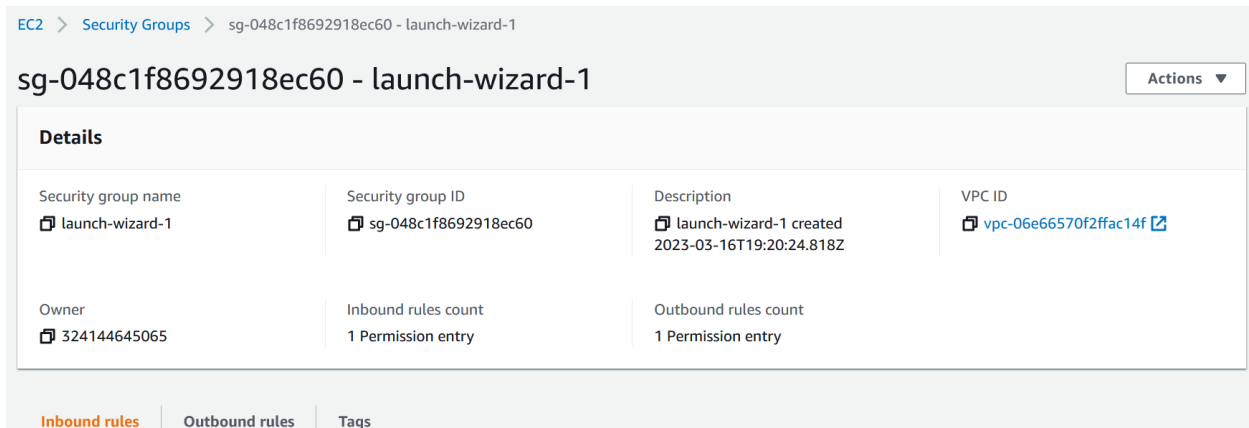 EC2 > Security Groups > sg-048c1f8692918ec60 - launch-wizard-1
sg-048c1f8692918ec60 - launch-wizard-1
Actions ▼
Details
Security group name
launch-wizard-1
Security group ID
sg-048c1f8692918ec60
Description
launch-wizard-1 created
2023-03-16T19:20:24.818Z
VPC ID
vpc-06e66570f2ffac14f
Owner
324144645065
Inbound rules count
1 Permission entry
Outbound rules count
1 Permission entry
Inbound rules
Outbound rules
Tags